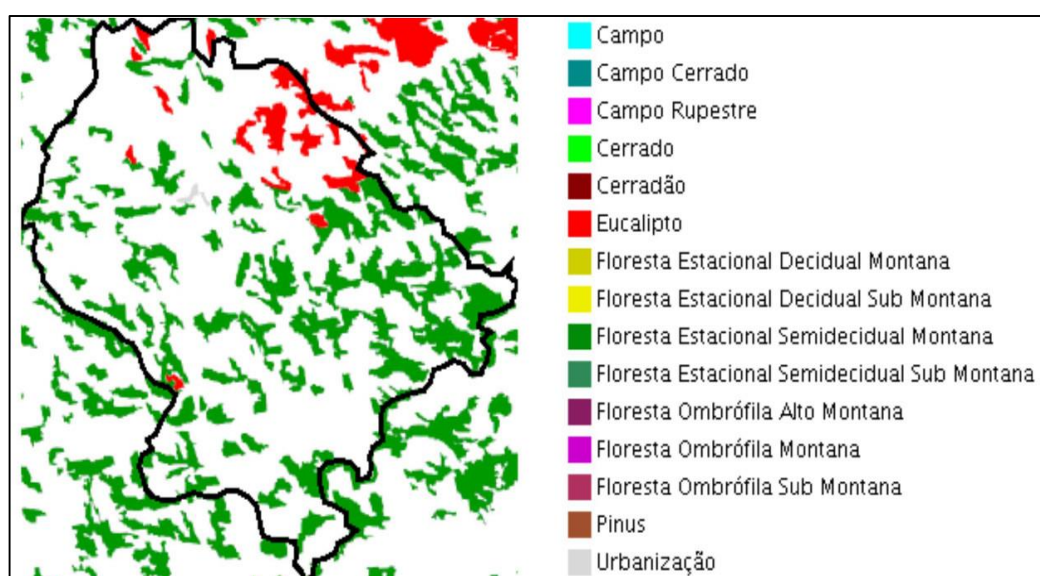 Campo
Campo Cerrado
Campo Rupestre
Cerrado
Cerradão
Eucalipto
Floresta Estacional Decidual Montana
Floresta Estacional Decidual Sub Montana
Floresta Estacional Semidecidual Montana
Floresta Estacional Semidecidual Sub Montana
Floresta Ombrófila Alto Montana
Floresta Ombrófila Montana
Floresta Ombrófila Sub Montana
Pinus
Urbanização